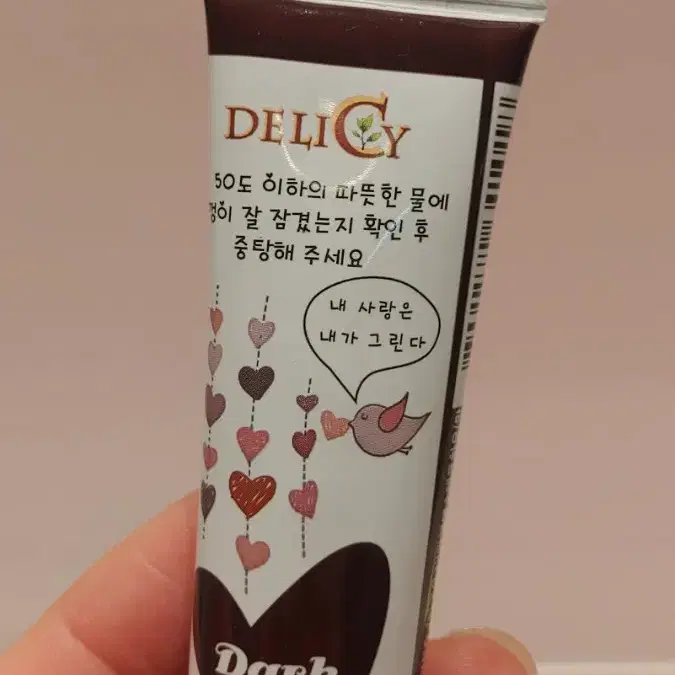 DELICY
50도 이하의 따뜻한 물에
잘 잠겼는지 확인 후
중탕해 주세요
내 사랑은
내가 그린다
Dark